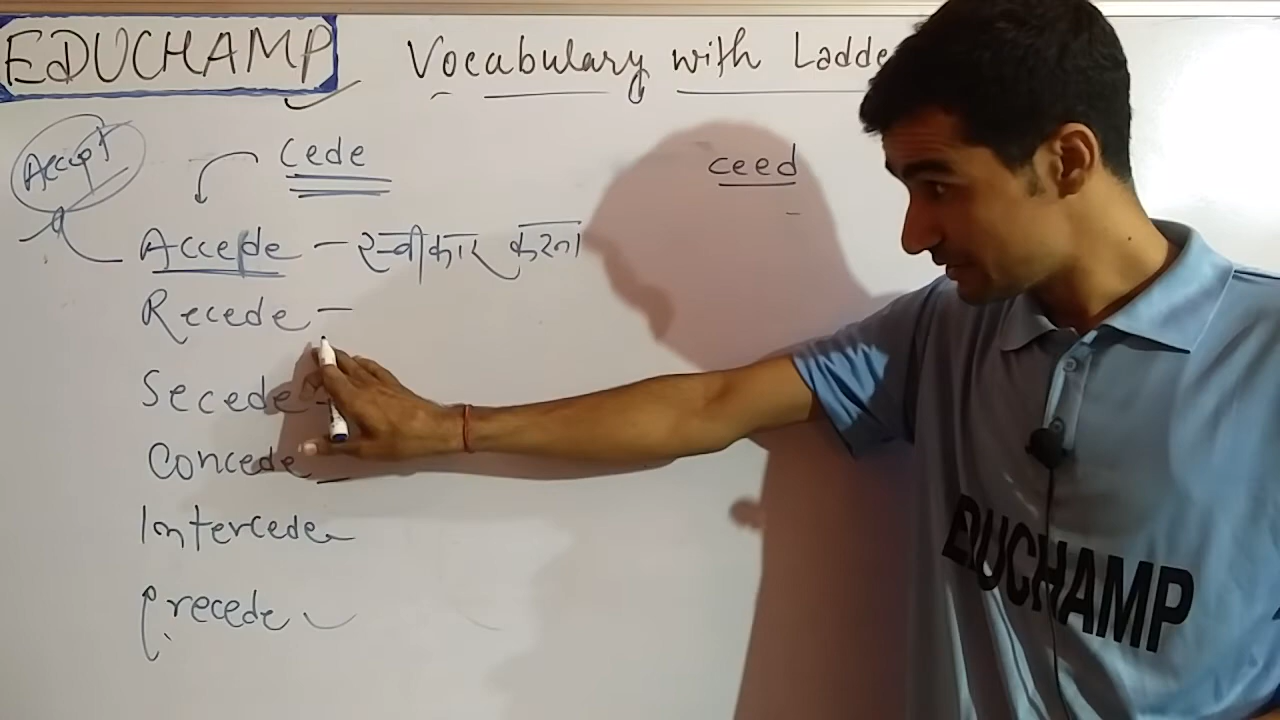 EDUCHAMP
Vocabulary with Ladde
Accept
Cede
ceed
Accede – स्वीकार करना
Recede –
Secede -
Concede
Intercede
Precede
EDUCHAMP